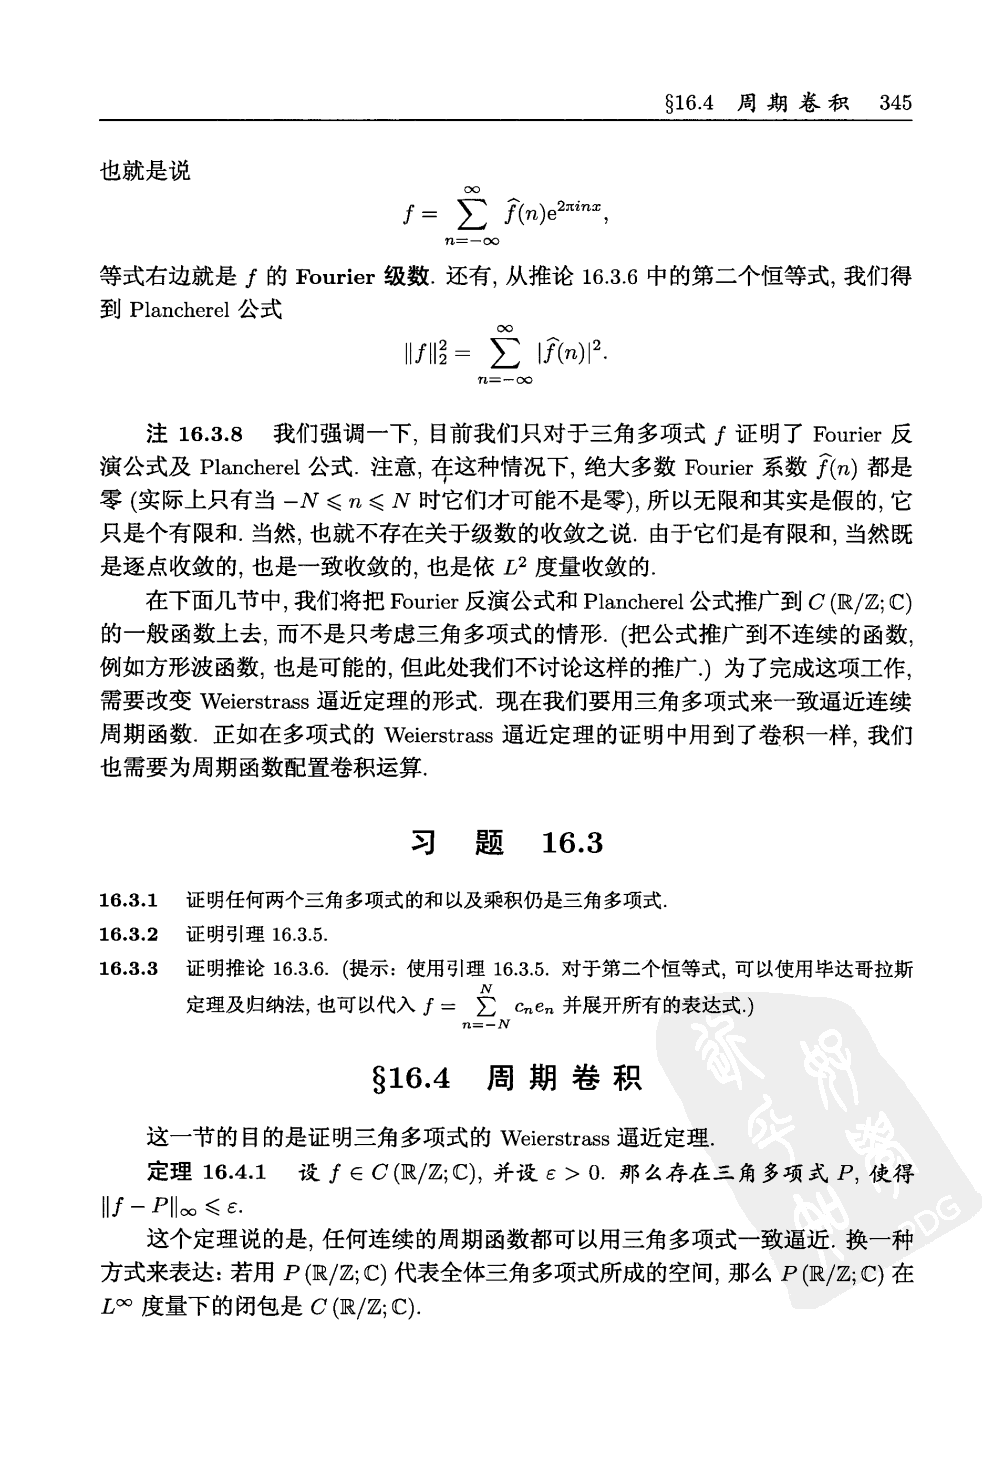 §16.4 周期卷积 345
也就是说
f = \sum_{n=-\infty}^{\infty} \widehat{f}(n)e^{2πinx},
等式右边就是 f 的 Fourier 级数. 还有, 从推论 16.3.6 中的第二个恒等式, 我们得
到 Plancherel 公式
\|f\|_2^2 = \sum_{n=-\infty}^{\infty} |\widehat{f}(n)|^2.
注 16.3.8 我们强调一下, 目前我们只对于三角多项式 f 证明了 Fourier 反
演公式及 Plancherel 公式. 注意, 在这种情况下, 绝大多数 Fourier 系数 \widehat{f}(n) 都是
零 (实际上只有当 −N ⩽ n ⩽ N 时它们才可能不是零), 所以无限和其实是假的, 它
只是个有限和. 当然, 也就不存在关于级数的收敛之说. 由于它们是有限和, 当然既
是逐点收敛的, 也是一致收敛的, 也是依 L² 度量收敛的.
在下面几节中, 我们将把 Fourier 反演公式和 Plancherel 公式推广到 C (ℝ/ℤ; ℂ)
的一般函数上去, 而不是只考虑三角多项式的情形. (把公式推广到不连续的函数,
例如方形波函数, 也是可能的, 但此处我们不讨论这样的推广.) 为了完成这项工作,
需要改变 Weierstrass 逼近定理的形式. 现在我们要用三角多项式来一致逼近连续
周期函数. 正如在多项式的 Weierstrass 逼近定理的证明中用到了卷积一样, 我们
也需要为周期函数配置卷积运算.
习 题 16.3
16.3.1 证明任何两个三角多项式的和以及乘积仍是三角多项式.
16.3.2 证明引理 16.3.5.
16.3.3 证明推论 16.3.6. (提示: 使用引理 16.3.5. 对于第二个恒等式, 可以使用毕达哥拉斯
定理及归纳法, 也可以代入 f = \sum_{n=-N}^{N} c_n e_n 并展开所有的表达式.)
§16.4 周期卷积
这一节的目的是证明三角多项式的 Weierstrass 逼近定理.
定理 16.4.1 设 f ∈ C (ℝ/ℤ; ℂ), 并设 ε > 0. 那么存在三角多项式 P, 使得
‖f − P‖∞ ⩽ ε.
这个定理说的是, 任何连续的周期函数都可以用三角多项式一致逼近. 换一种
方式来表达: 若用 P (ℝ/ℤ; ℂ) 代表全体三角多项式所成的空间, 那么 P (ℝ/ℤ; ℂ) 在
L^∞ 度量下的闭包是 C (ℝ/ℤ; ℂ).
PDG